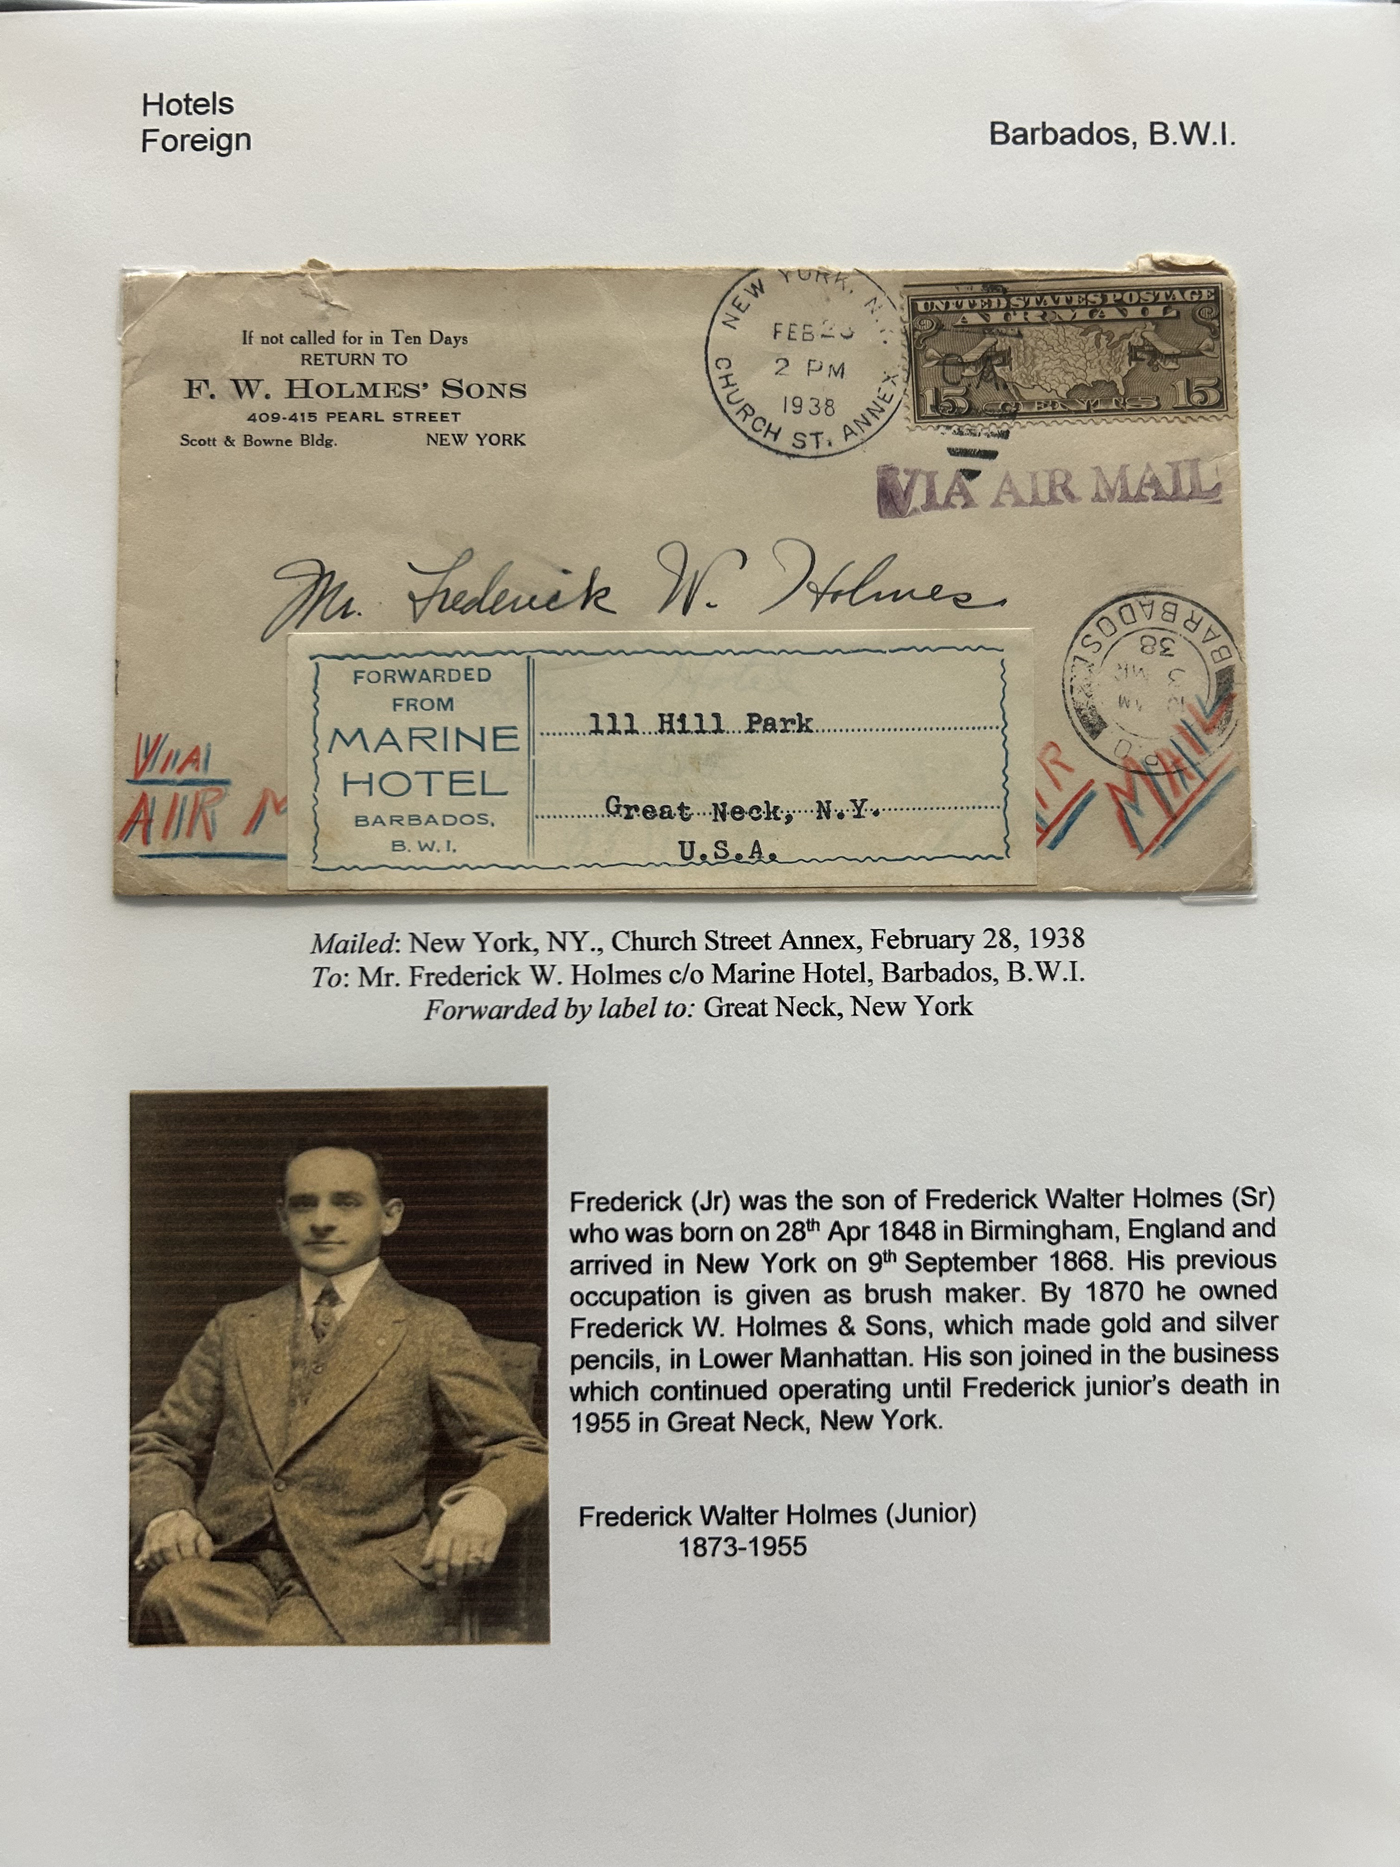 Hotels
Foreign
Barbados, B.W.I.
If not called for in Ten Days
RETURN TO
F. W. HOLMES' SONS
409-415 PEARL STREET
Scott & Bowne Bldg. NEW YORK
NEW YORK, N.Y.
FEB
2 PM
1938
CHURCH ST. ANNEX
UNITED STATES POSTAGE
AIR MAIL
15 CENTS 15
VIA AIR MAIL
Mr. Frederick W. Holmes
BARBADOS
38
AM
FORWARDED
FROM
MARINE
HOTEL
BARBADOS,
B.W.I.
111 Hill Park
Great Neck, N.Y.
U.S.A.
VIA
AIR M
IR MAIL
Mailed: New York, NY., Church Street Annex, February 28, 1938
To: Mr. Frederick W. Holmes c/o Marine Hotel, Barbados, B.W.I.
Forwarded by label to: Great Neck, New York
Frederick (Jr) was the son of Frederick Walter Holmes (Sr)
who was born on 28th Apr 1848 in Birmingham, England and
arrived in New York on 9th September 1868. His previous
occupation is given as brush maker. By 1870 he owned
Frederick W. Holmes & Sons, which made gold and silver
pencils, in Lower Manhattan. His son joined in the business
which continued operating until Frederick junior's death in
1955 in Great Neck, New York.
Frederick Walter Holmes (Junior)
1873-1955